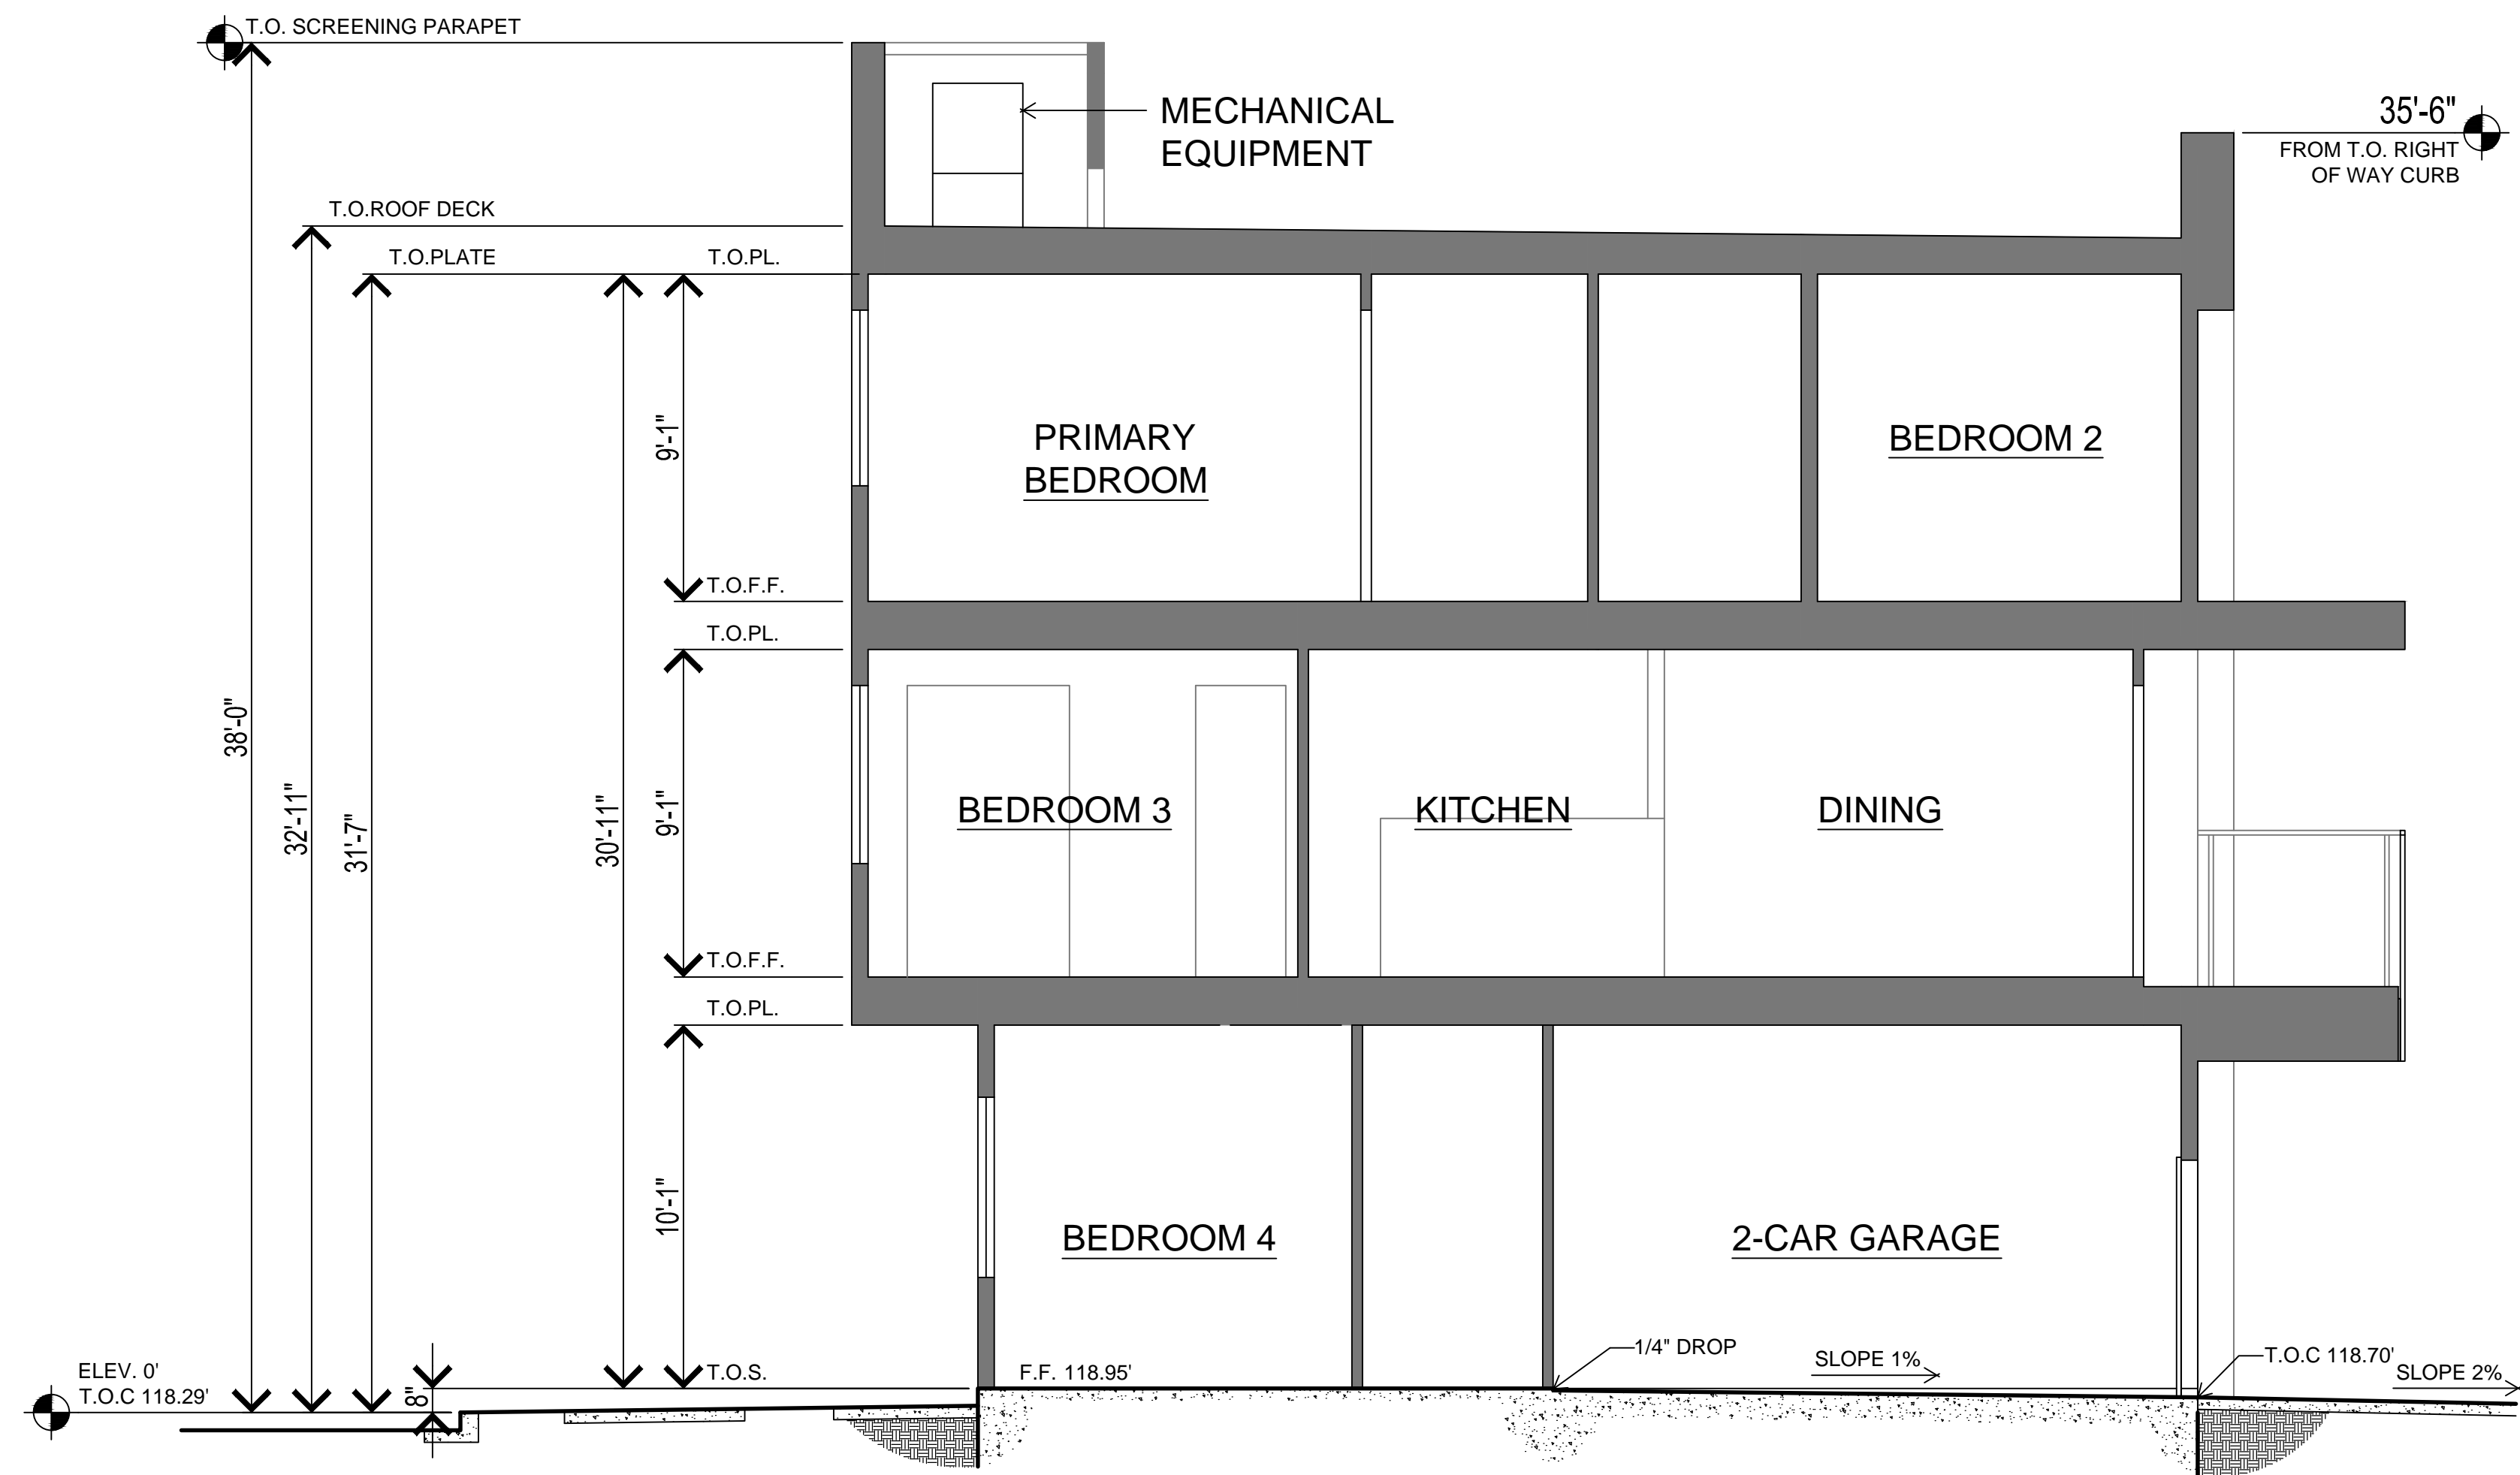 T.O. SCREENING PARAPET
MECHANICAL
EQUIPMENT
35'-6"
FROM T.O. RIGHT
OF WAY CURB
T.O.ROOF DECK
T.O.PLATE
T.O.PL.
9'-1"
PRIMARY
BEDROOM
BEDROOM 2
T.O.F.F.
T.O.PL.
38'-0"
32'-11"
31'-7"
30'-11"
9'-1"
BEDROOM 3
KITCHEN
DINING
T.O.F.F.
T.O.PL.
10'-1"
BEDROOM 4
2-CAR GARAGE
ELEV. 0'
T.O.C 118.29'
8"
T.O.S.
F.F. 118.95'
1/4" DROP
SLOPE 1%
T.O.C 118.70'
SLOPE 2%